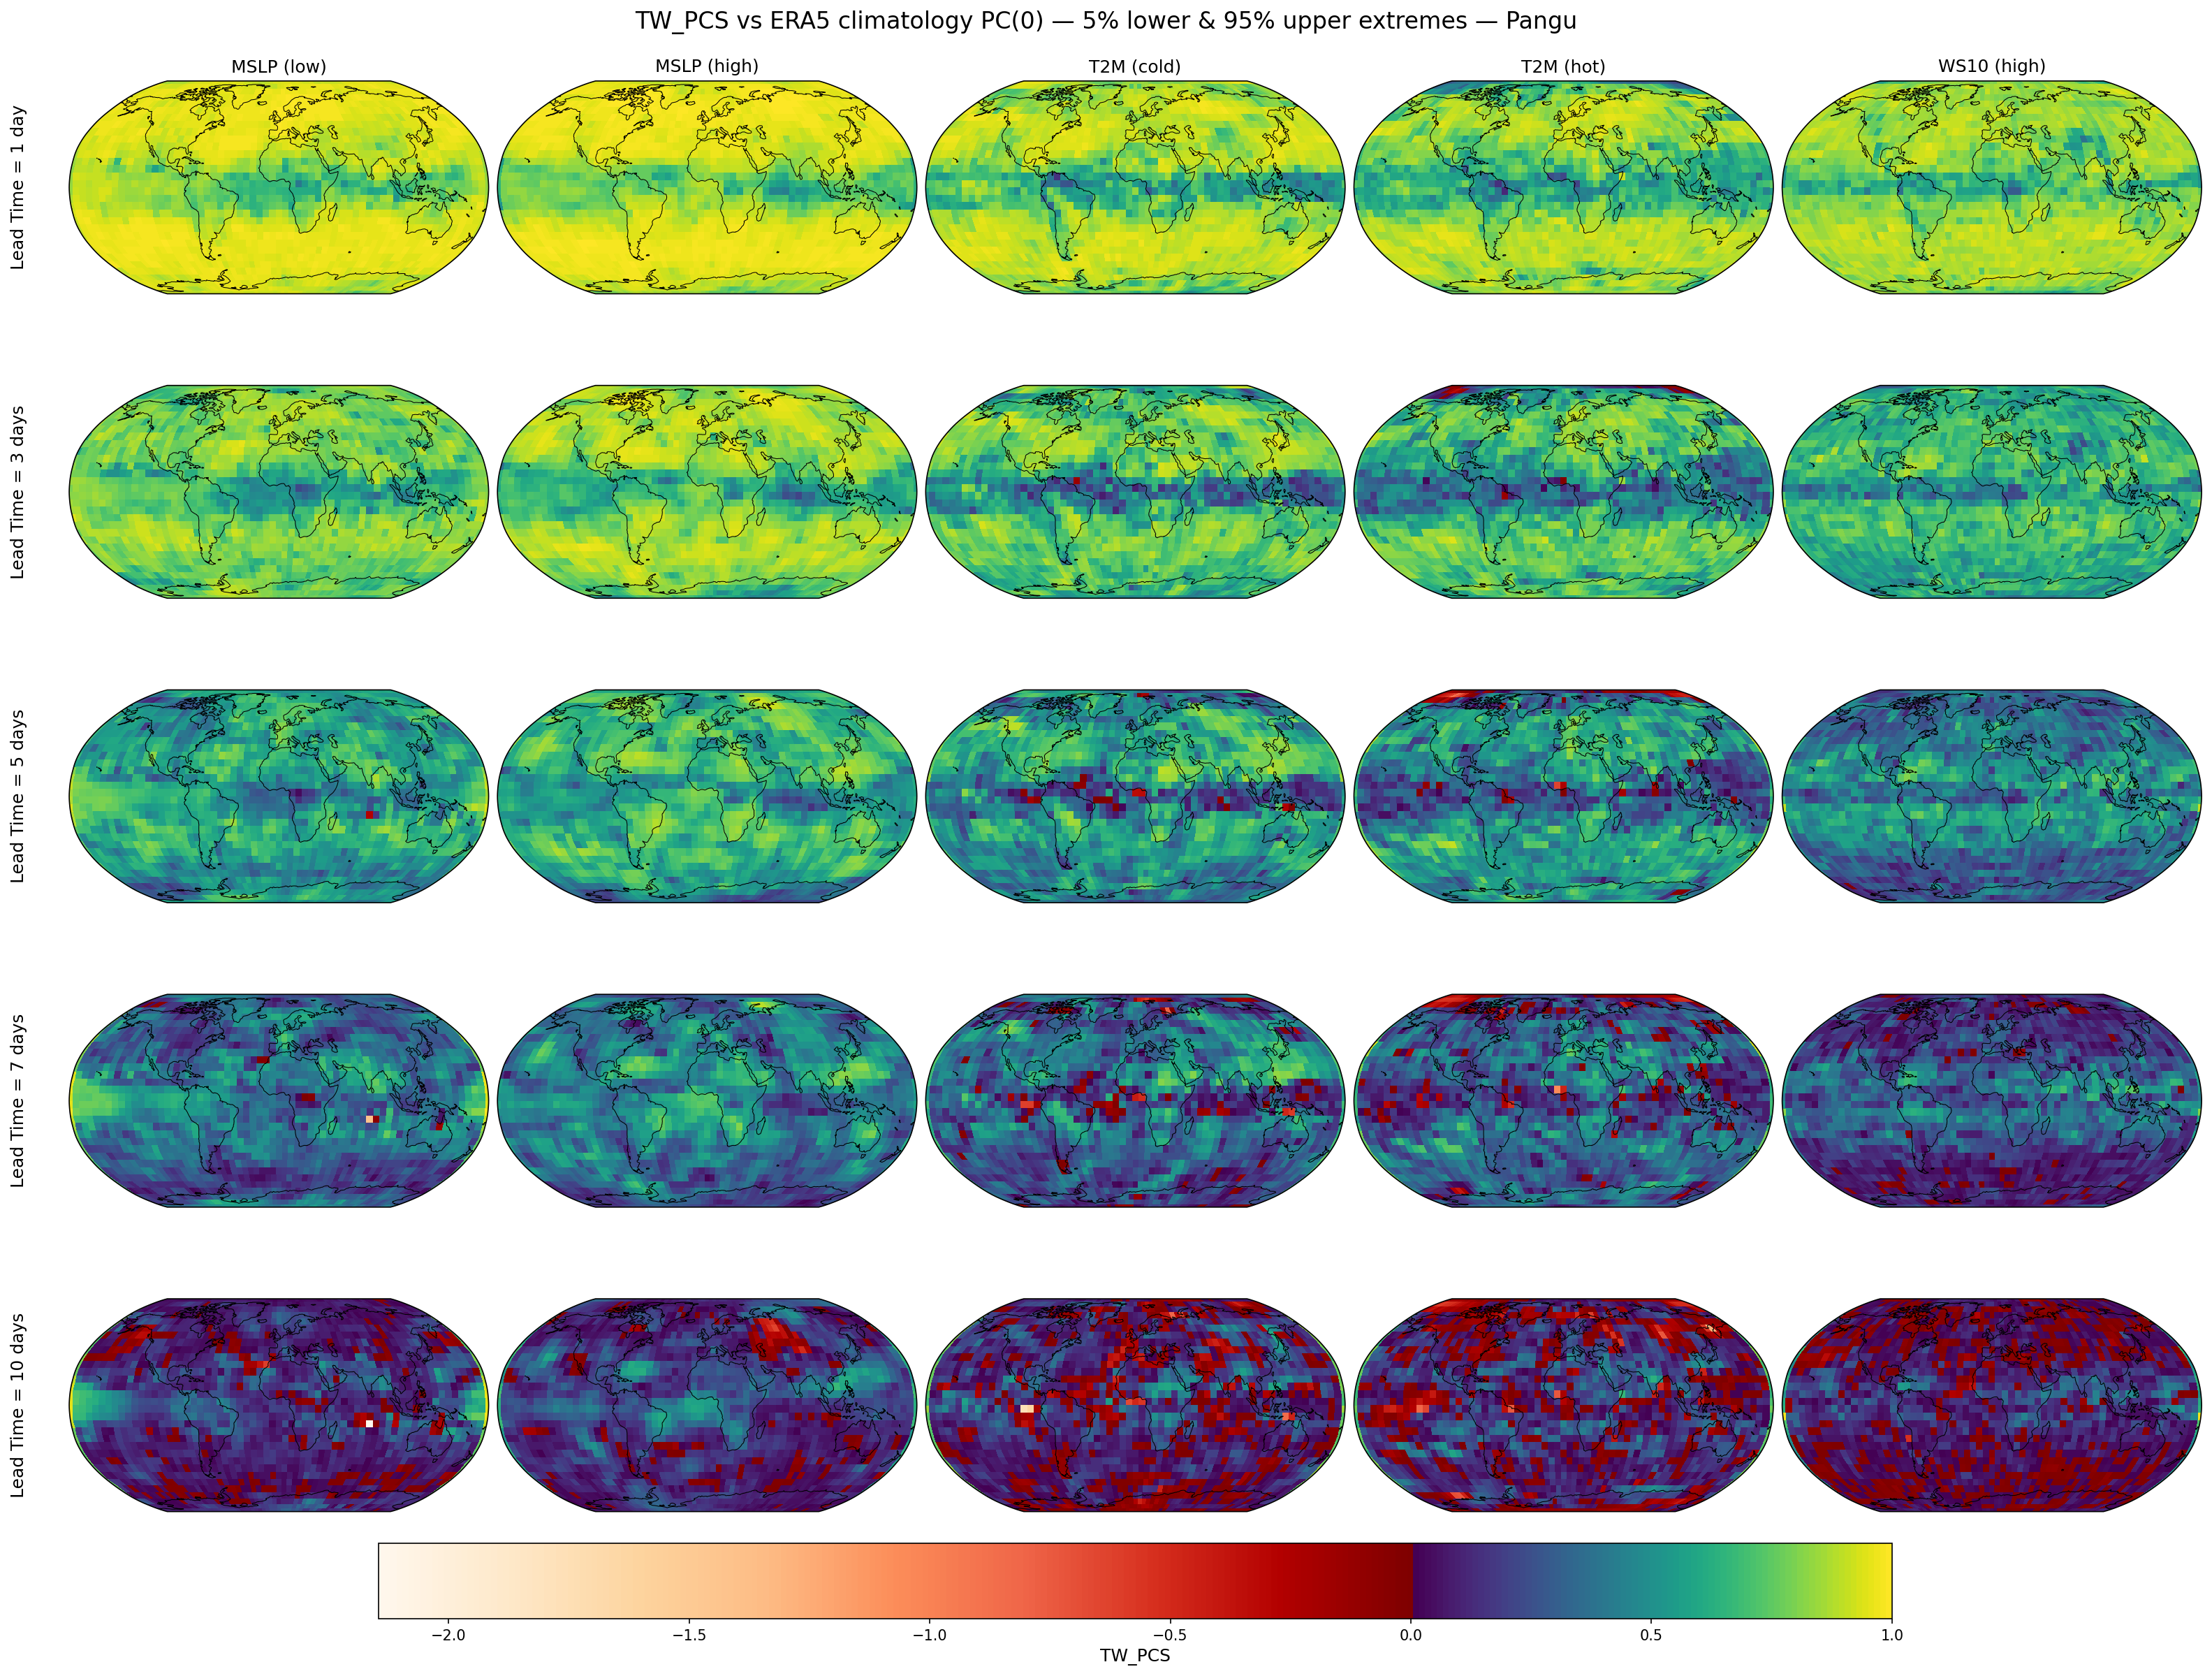 TW_PCS vs ERA5 climatology PC(0) — 5% lower & 95% upper extremes — Pangu
MSLP (low)
MSLP (high)
T2M (cold)
T2M (hot)
WS10 (high)
Lead Time = 1 day
Lead Time = 3 days
Lead Time = 5 days
Lead Time = 7 days
Lead Time = 10 days
−2.0
−1.5
−1.0
−0.5
0.0
0.5
1.0
TW_PCS